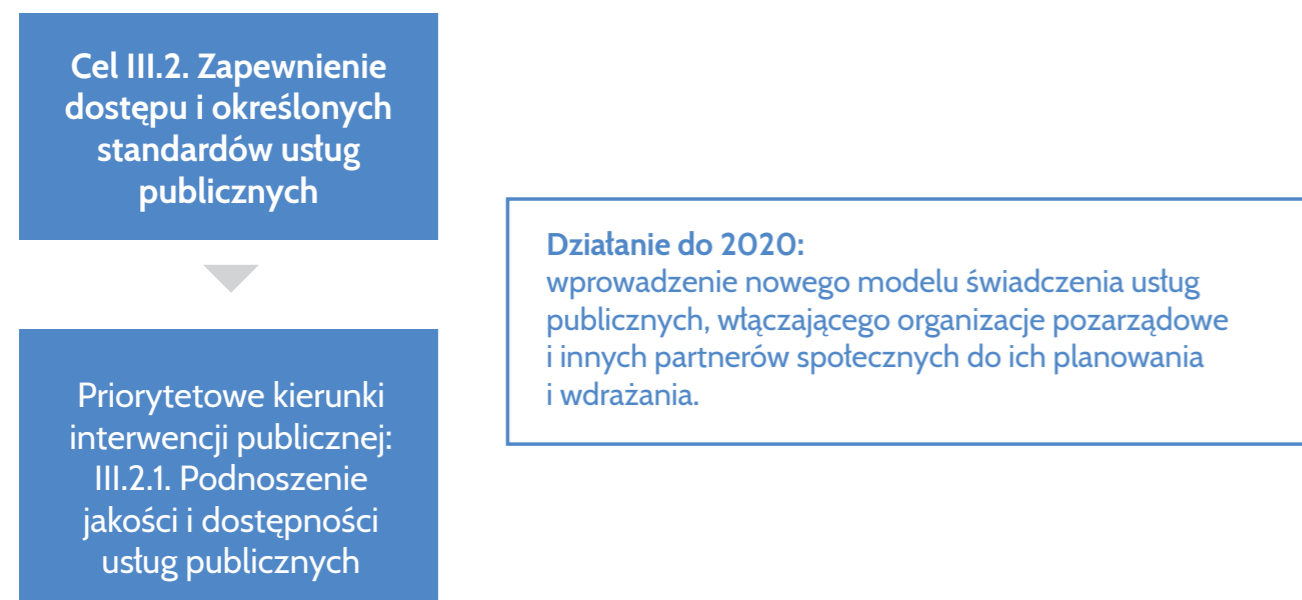 Cel III.2. Zapewnienie
dostępu i określonych
standardów usług
publicznych
Priorytetowe kierunki
interwencji publicznej:
III.2.1. Podnoszenie
jakości i dostępności
usług publicznych
Działanie do 2020:
wprowadzenie nowego modelu świadczenia usług
publicznych, włączającego organizacje pozarządowe
i innych partnerów społecznych do ich planowania
i wdrażania.